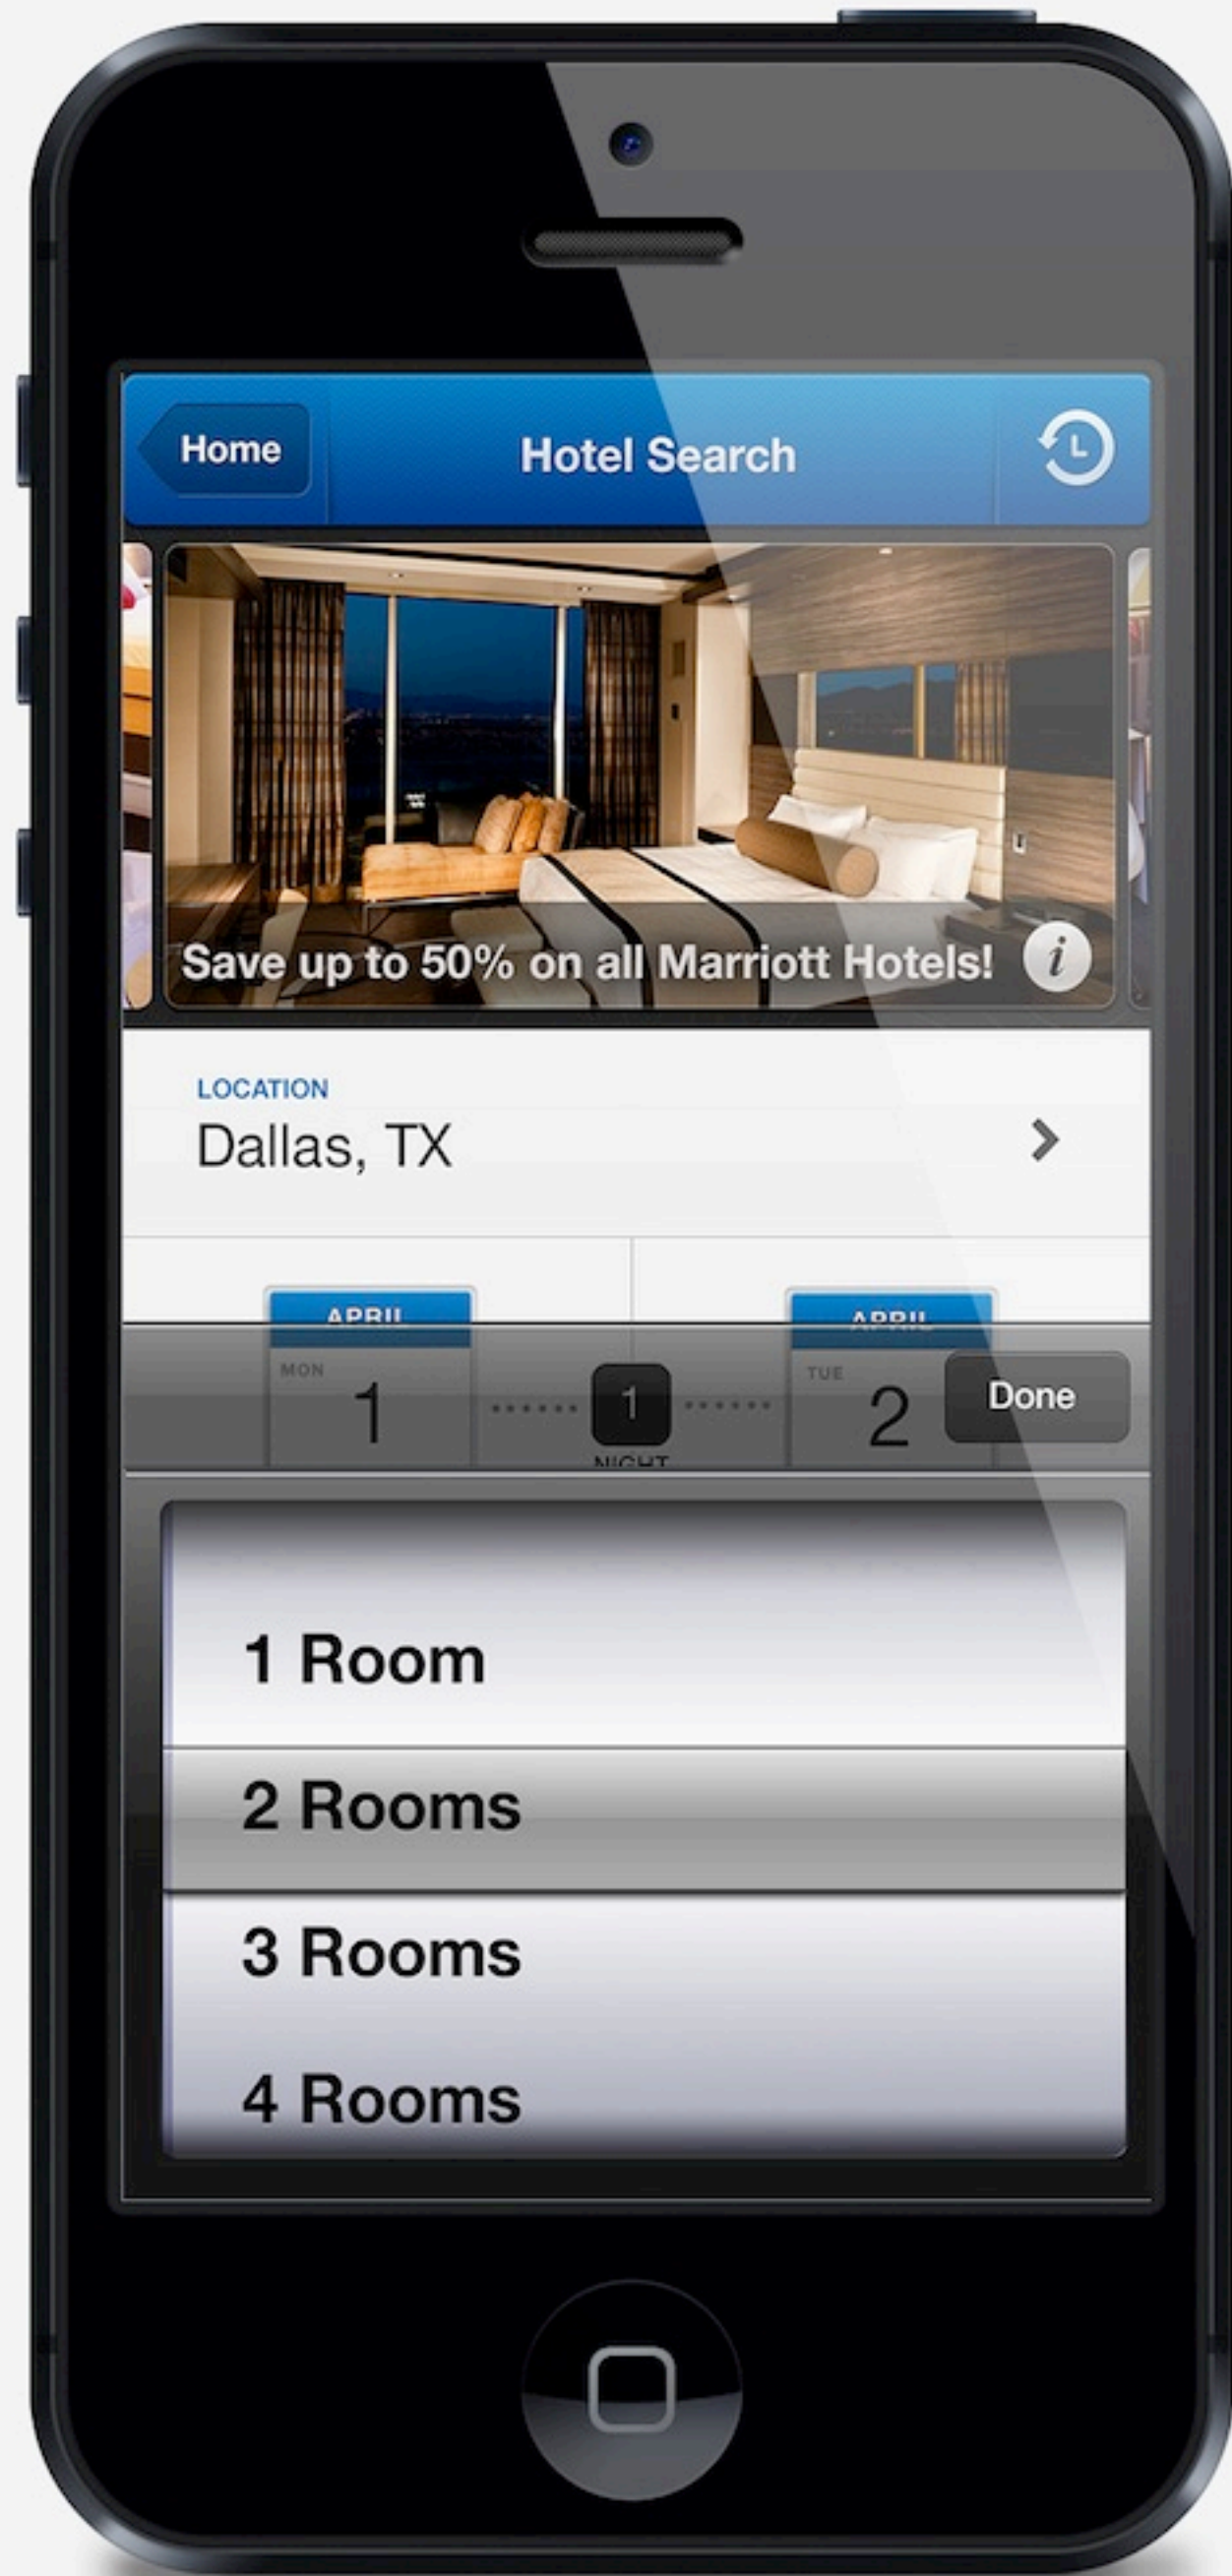 Home
Hotel Search
Save up to 50% on all Marriott Hotels!
i
LOCATION
Dallas, TX
APRIL
APRIL
MON
1
1
NIGHT
TUE
2
Done
1 Room
2 Rooms
3 Rooms
4 Rooms